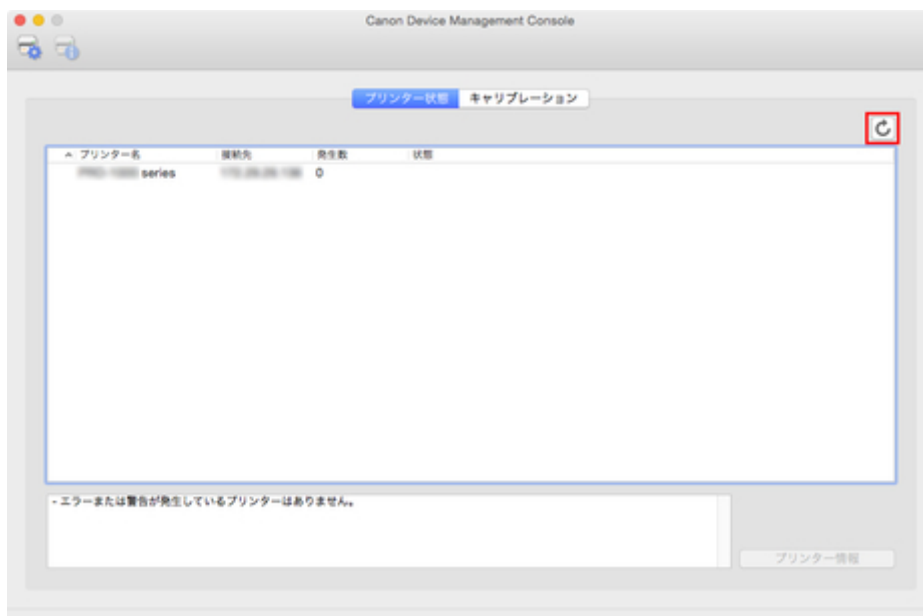 Canon Device Management Console
プリンター状態 キャリブレーション
プリンター名 接続先 発生数 状態
series 0
- エラーまたは警告が発生しているプリンターはありません。
プリンター情報